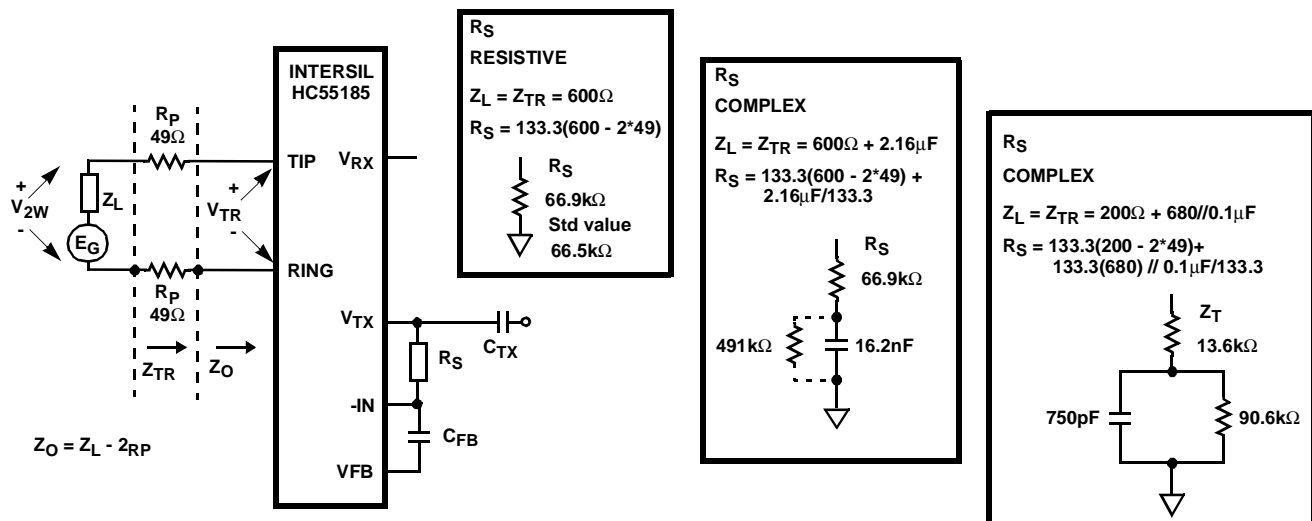 INTERSIL
HC55185
RP
49Ω
TIP
VRX
+
V2W
-
ZL
EG
+
VTR
-
RING
RP
49Ω
VTX
CTX
RS
ZTR
ZO
-IN
CFB
ZO = ZL - 2RP
VFB
RS
RESISTIVE
ZL = ZTR = 600Ω
RS = 133.3(600 - 2*49)
RS
66.9kΩ
Std value
66.5kΩ
RS
COMPLEX
ZL = ZTR = 600Ω + 2.16μF
RS = 133.3(600 - 2*49) +
2.16μF/133.3
RS
66.9kΩ
491kΩ
16.2nF
RS
COMPLEX
ZL = ZTR = 200Ω + 680//0.1μF
RS = 133.3(200 - 2*49)+
133.3(680) // 0.1μF/133.3
ZT
13.6kΩ
750pF
90.6kΩ